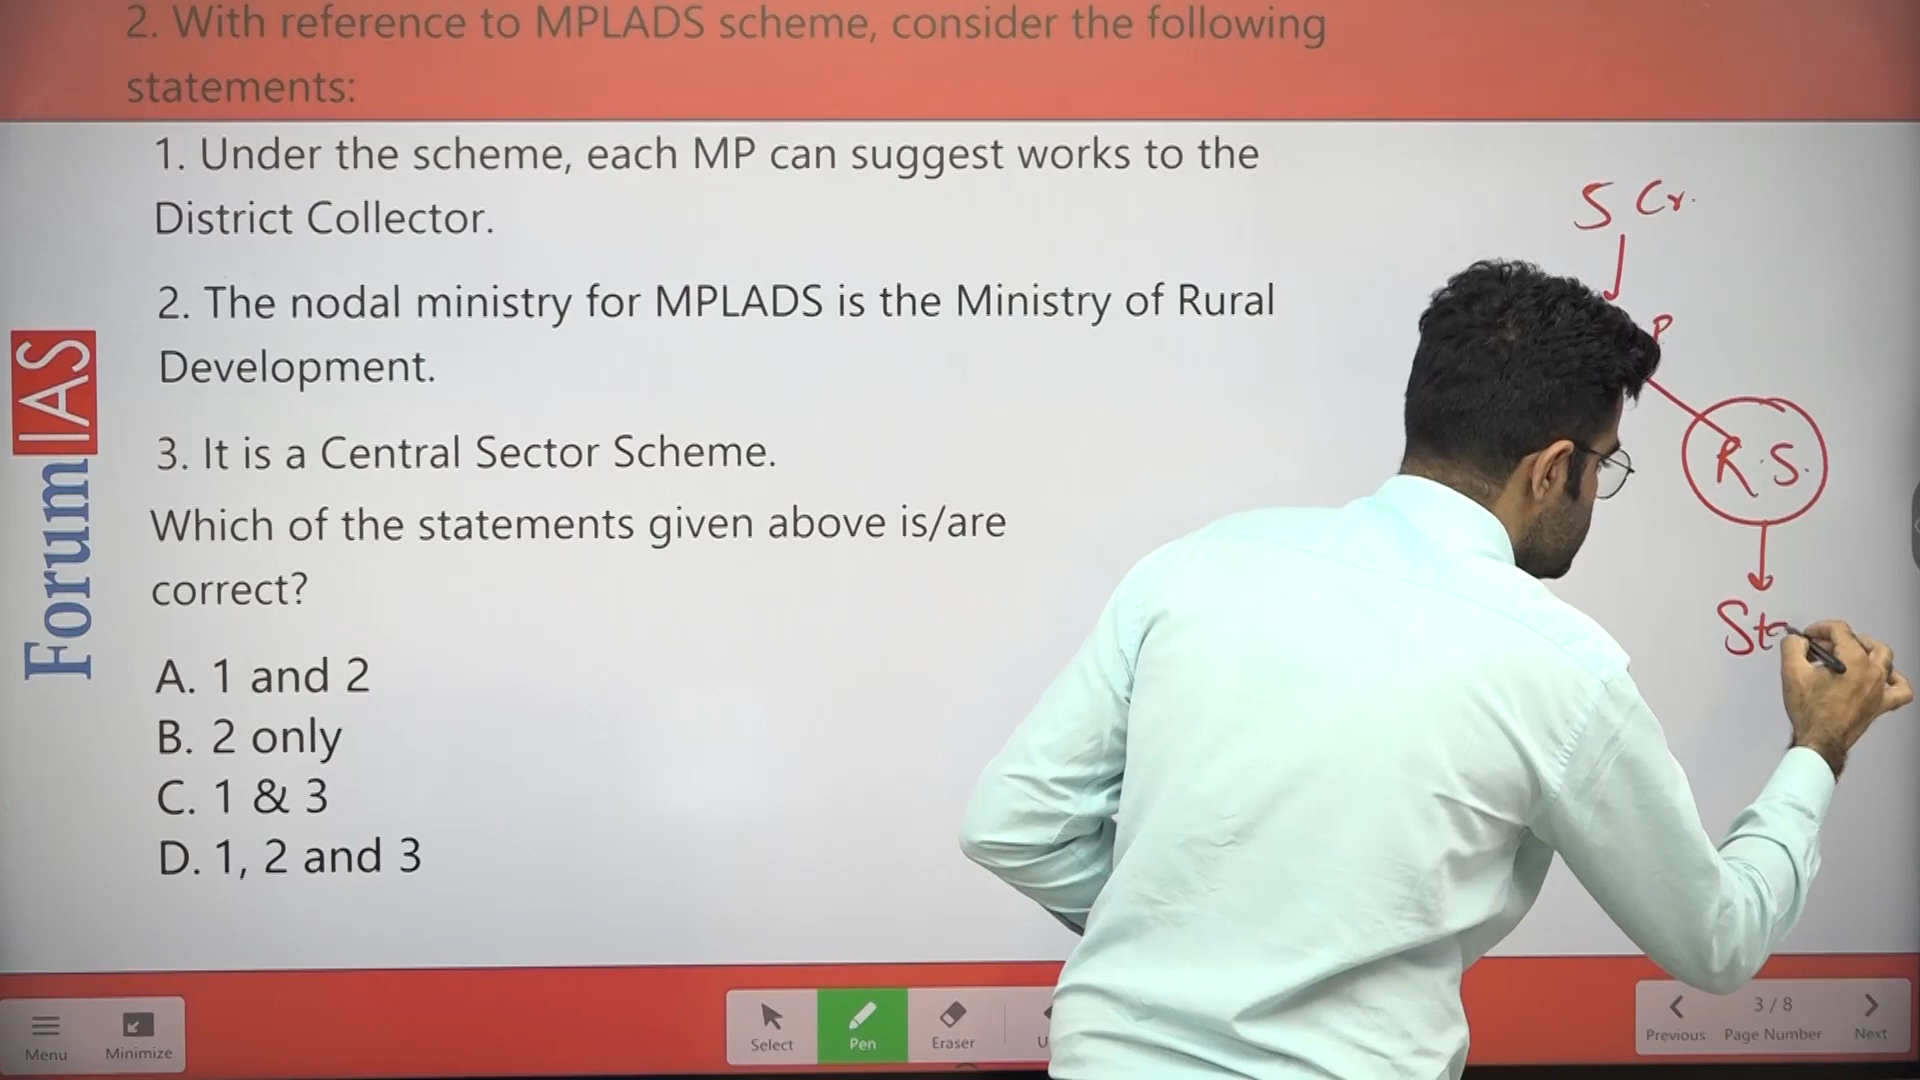 2. With reference to MPLADS scheme, consider the following
statements:
1. Under the scheme, each MP can suggest works to the
District Collector.
2. The nodal ministry for MPLADS is the Ministry of Rural
Development.
3. It is a Central Sector Scheme.
Which of the statements given above is/are
correct?
A. 1 and 2
B. 2 only
C. 1 & 3
D. 1, 2 and 3
Forum IAS
5 Cr.
P
R.S.
Sta
Menu
Minimize
Select
Pen
Eraser
U
3 / 8
Previous
Page Number
Next